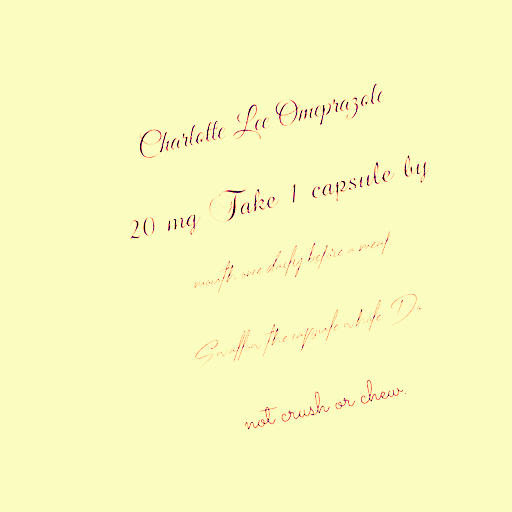 Charlotte Lee Omeprazole
20 mg Take 1 capsule by
mouth one daily before a meal
Swallow the capsule whole Do
not crush or chew.